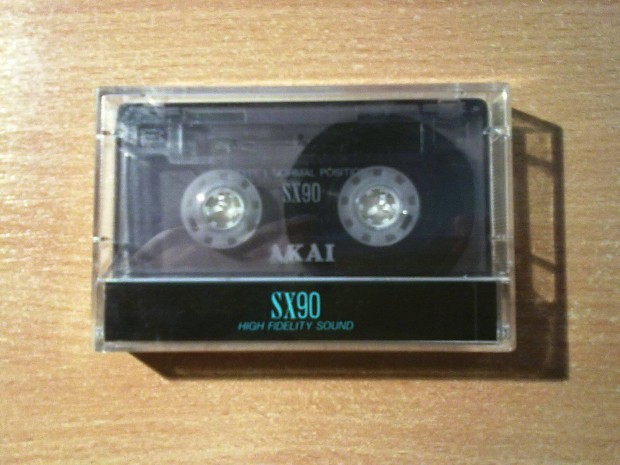 NORMAL POSITION
SX90
AKAI
SX90
HIGH FIDELITY SOUND